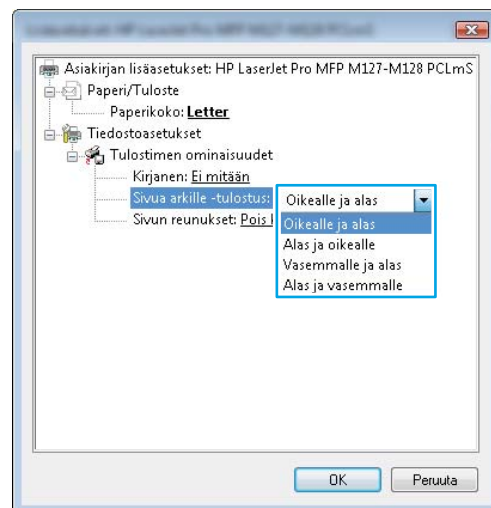 Asiakirjan lisäasetukset: HP LaserJet Pro MFP M127-M128 PCLmS
Paperi/Tuloste
Paperikoko: Letter
Tiedostoasetukset
Tulostimen ominaisuudet
Kirjanen: Ei mitään
Sivua arkille -tulostus: Oikealle ja alas
Sivun reunukset: Pois
Oikealle ja alas
Alas ja oikealle
Vasemmalle ja alas
Alas ja vasemmalle
OK Peruuta